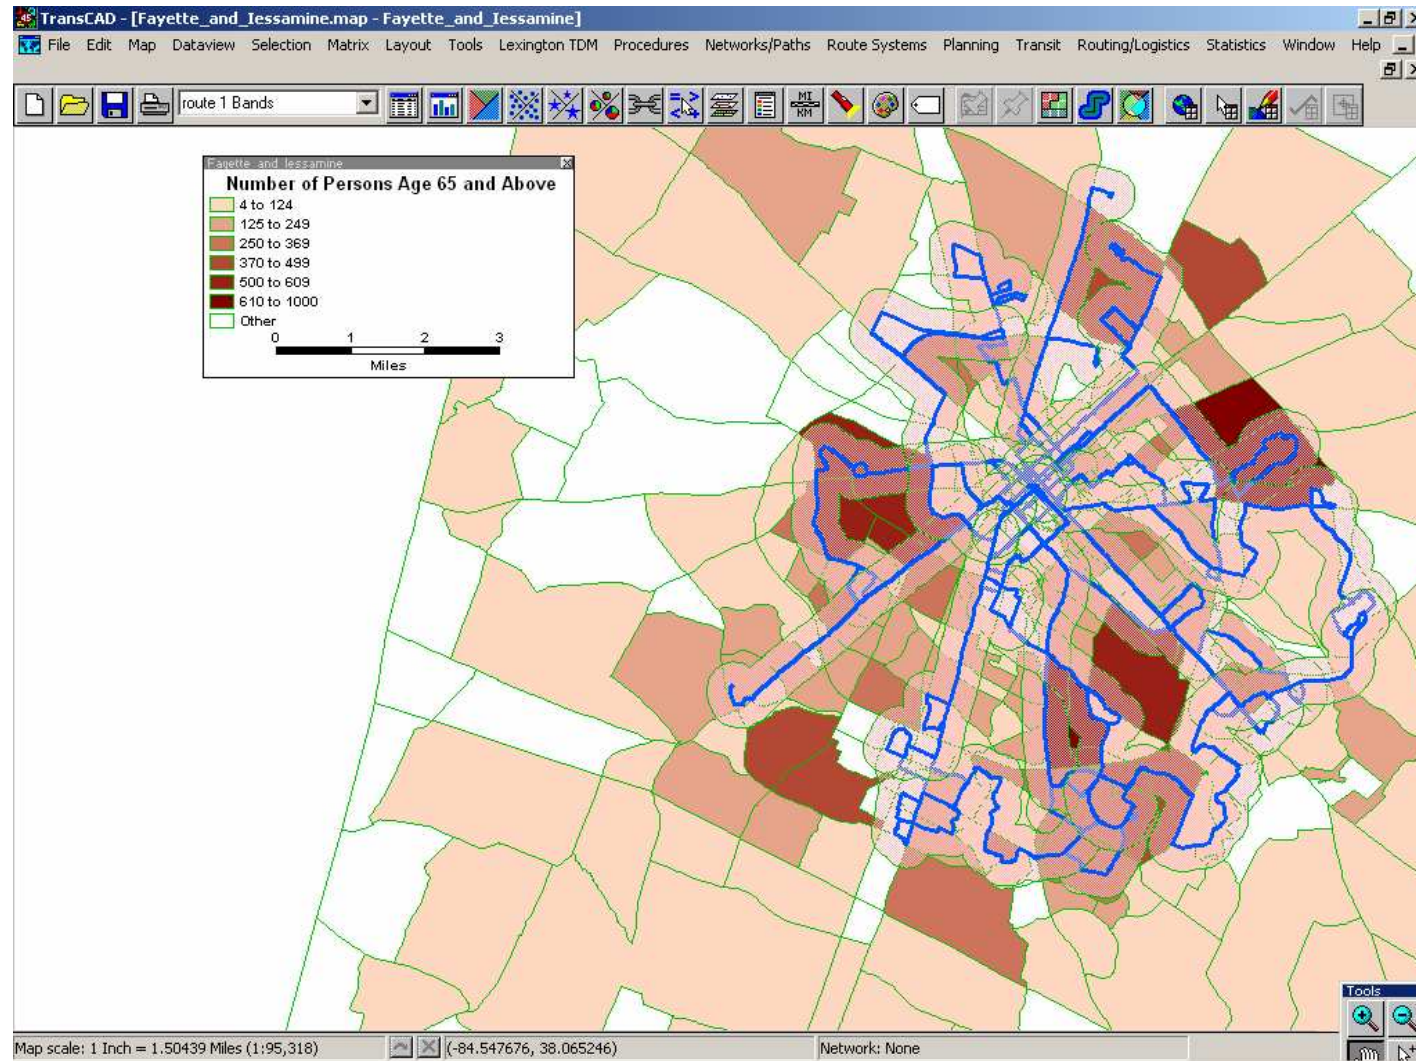 TransCAD - [Fayette_and_Iessamine.map - Fayette_and_Iessamine]
File Edit Map Dataview Selection Matrix Layout Tools Lexington TDM Procedures Networks/Paths Route Systems Planning Transit Routing/Logistics Statistics Window Help
route 1 Bands
MI
KM
Fayette_and_Iessamine
Number of Persons Age 65 and Above
4 to 124
125 to 249
250 to 369
370 to 499
500 to 609
610 to 1000
Other
0 1 2 3
Miles
Tools
Map scale: 1 Inch = 1.50439 Miles (1:95,318) (-84.547676, 38.065246) Network: None